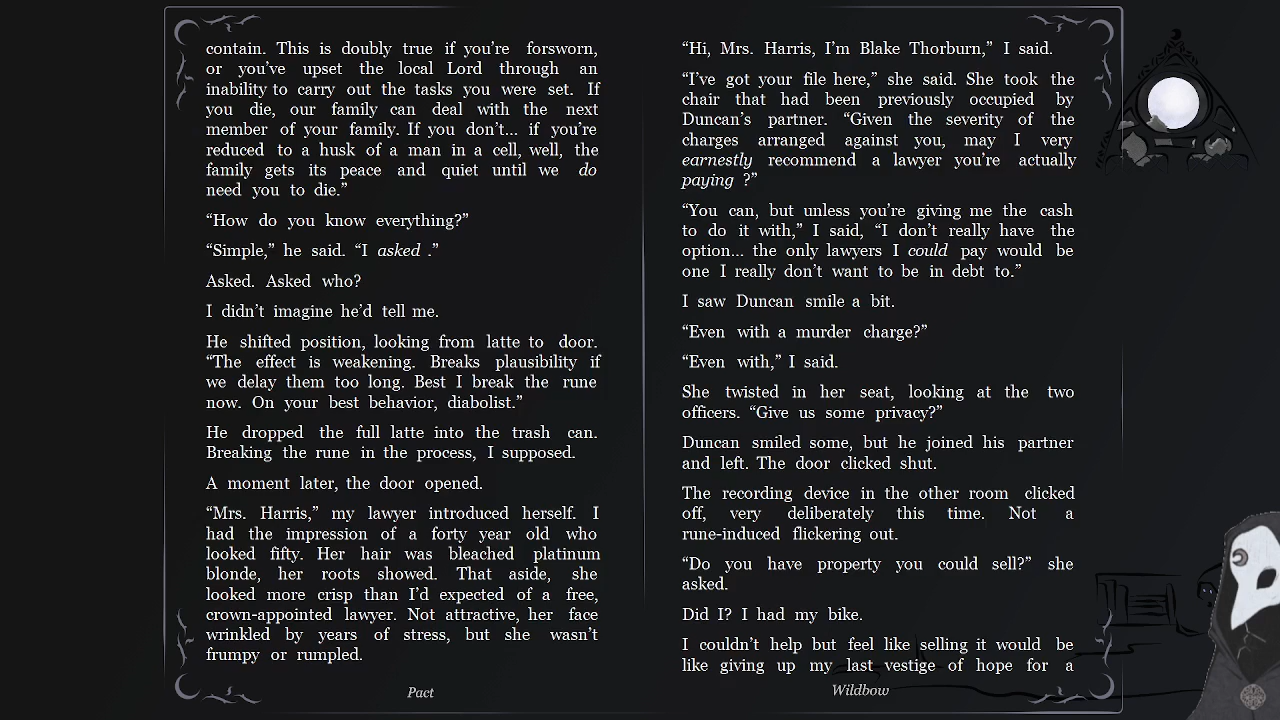 contain. This is doubly true if you're forsworn,
or you've upset the local Lord through an
inability to carry out the tasks you were set. If
you die, our family can deal with the next
member of your family. If you don't... if you're
reduced to a husk of a man in a cell, well, the
family gets its peace and quiet until we do
need you to die.”
“How do you know everything?”
“Simple,” he said. “I asked .”
Asked. Asked who?
I didn't imagine he'd tell me.
He shifted position, looking from latte to door.
“The effect is weakening. Breaks plausibility if
we delay them too long. Best I break the rune
now. On your best behavior, diabolist.”
He dropped the full latte into the trash can.
Breaking the rune in the process, I supposed.
A moment later, the door opened.
“Mrs. Harris,” my lawyer introduced herself. I
had the impression of a forty year old who
looked fifty. Her hair was bleached platinum
blonde, her roots showed. That aside, she
looked more crisp than I'd expected of a free,
crown-appointed lawyer. Not attractive, her face
wrinkled by years of stress, but she wasn't
frumpy or rumpled.
Pact
“Hi, Mrs. Harris, I'm Blake Thorburn,” I said.
“I've got your file here,” she said. She took the
chair that had been previously occupied by
Duncan's partner. “Given the severity of the
charges arranged against you, may I very
earnestly recommend a lawyer you're actually
paying ?”
“You can, but unless you're giving me the cash
to do it with,” I said, “I don't really have the
option... the only lawyers I could pay would be
one I really don't want to be in debt to.”
I saw Duncan smile a bit.
“Even with a murder charge?”
“Even with,” I said.
She twisted in her seat, looking at the two
officers. “Give us some privacy?”
Duncan smiled some, but he joined his partner
and left. The door clicked shut.
The recording device in the other room clicked
off, very deliberately this time. Not a
rune-induced flickering out.
“Do you have property you could sell?” she
asked.
Did I? I had my bike.
I couldn't help but feel like selling it would be
like giving up my last vestige of hope for a
Wildbow